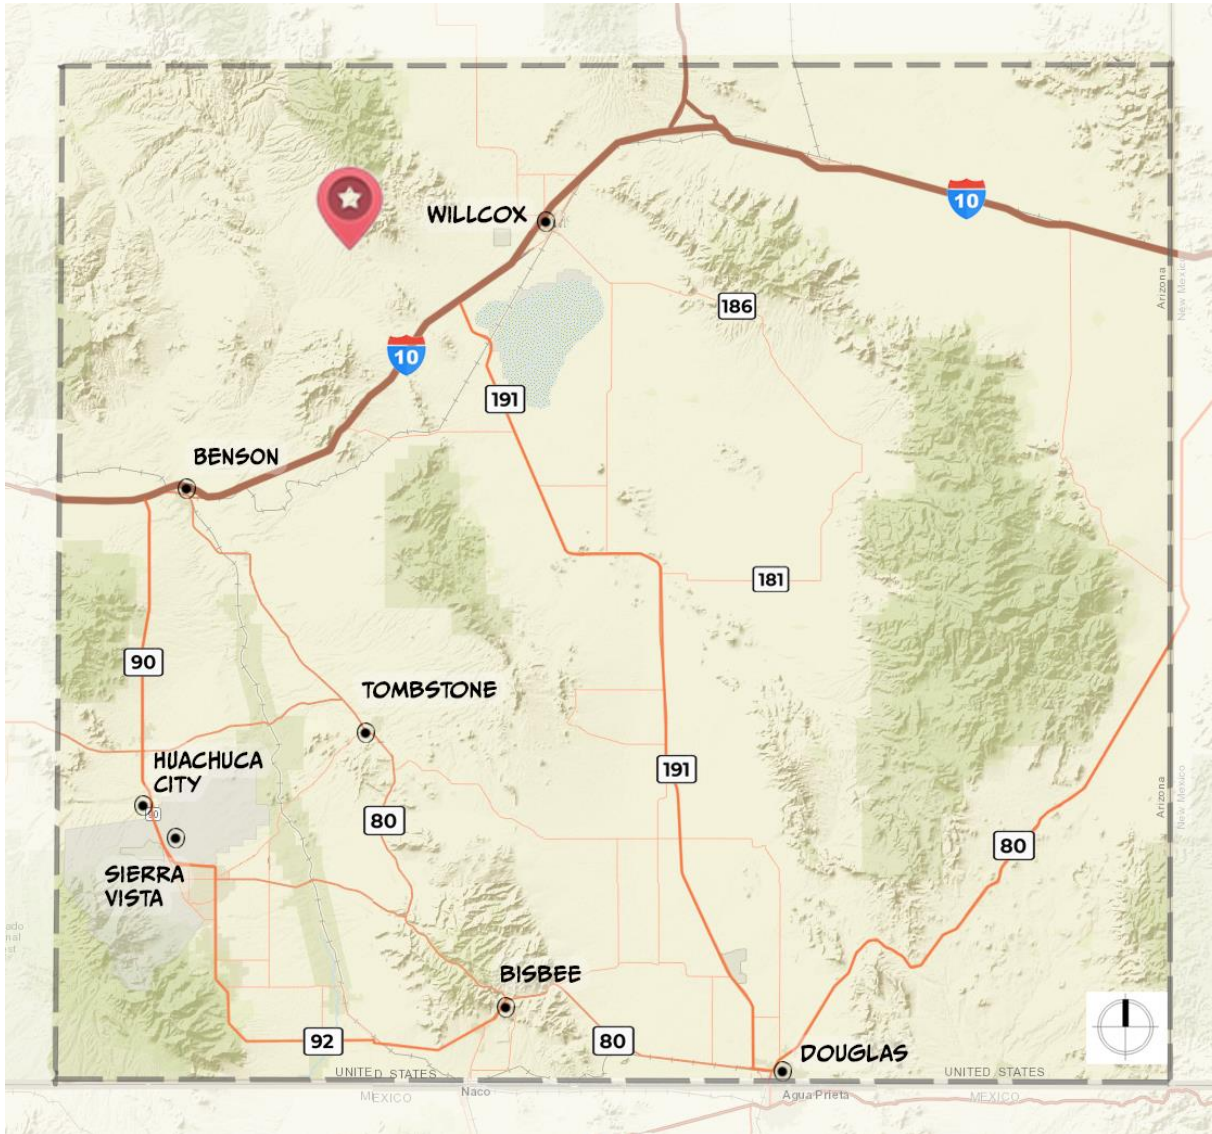 WILLCOX
10
Arizona
New Mexico
186
10
191
BENSON
181
90
TOMBSTONE
HUACHUCA
CITY
191
Arizona
New Mexico
80
80
SIERRA
VISTA
BISBEE
92
80
DOUGLAS
UNITED STATES
UNITED STATES
MEXICO
Naco
Agua Prieta
MEXICO